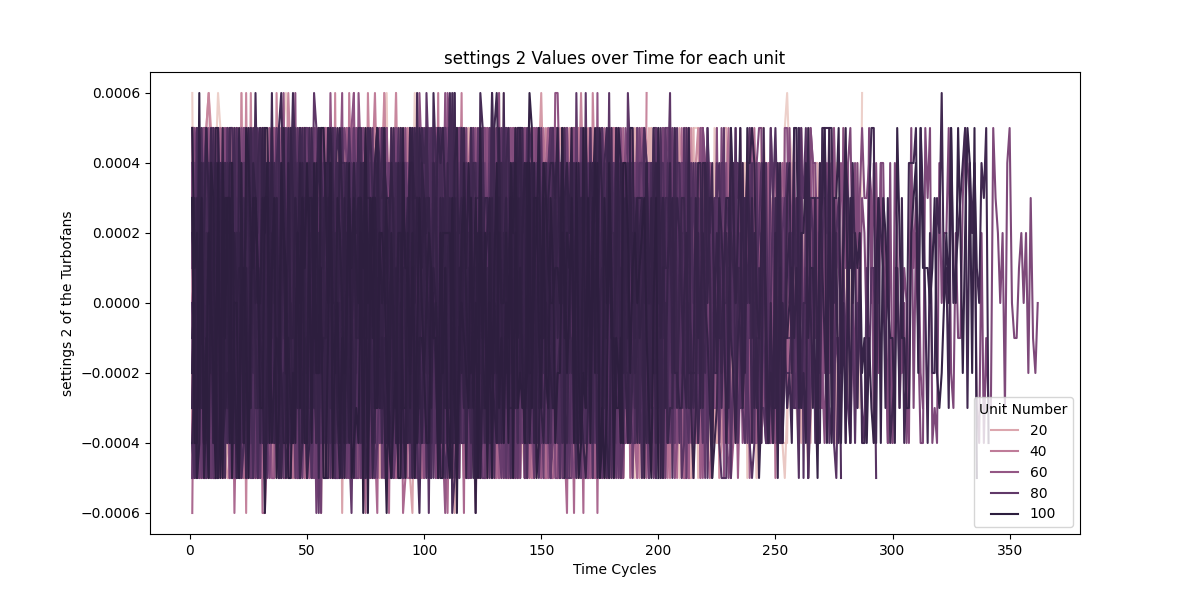 settings 2 Values over Time for each unit
settings 2 of the Turbofans
0.0006
0.0004
0.0002
0.0000
−0.0002
−0.0004
−0.0006
0 50 100 150 200 250 300 350
Time Cycles
Unit Number
20
40
60
80
100